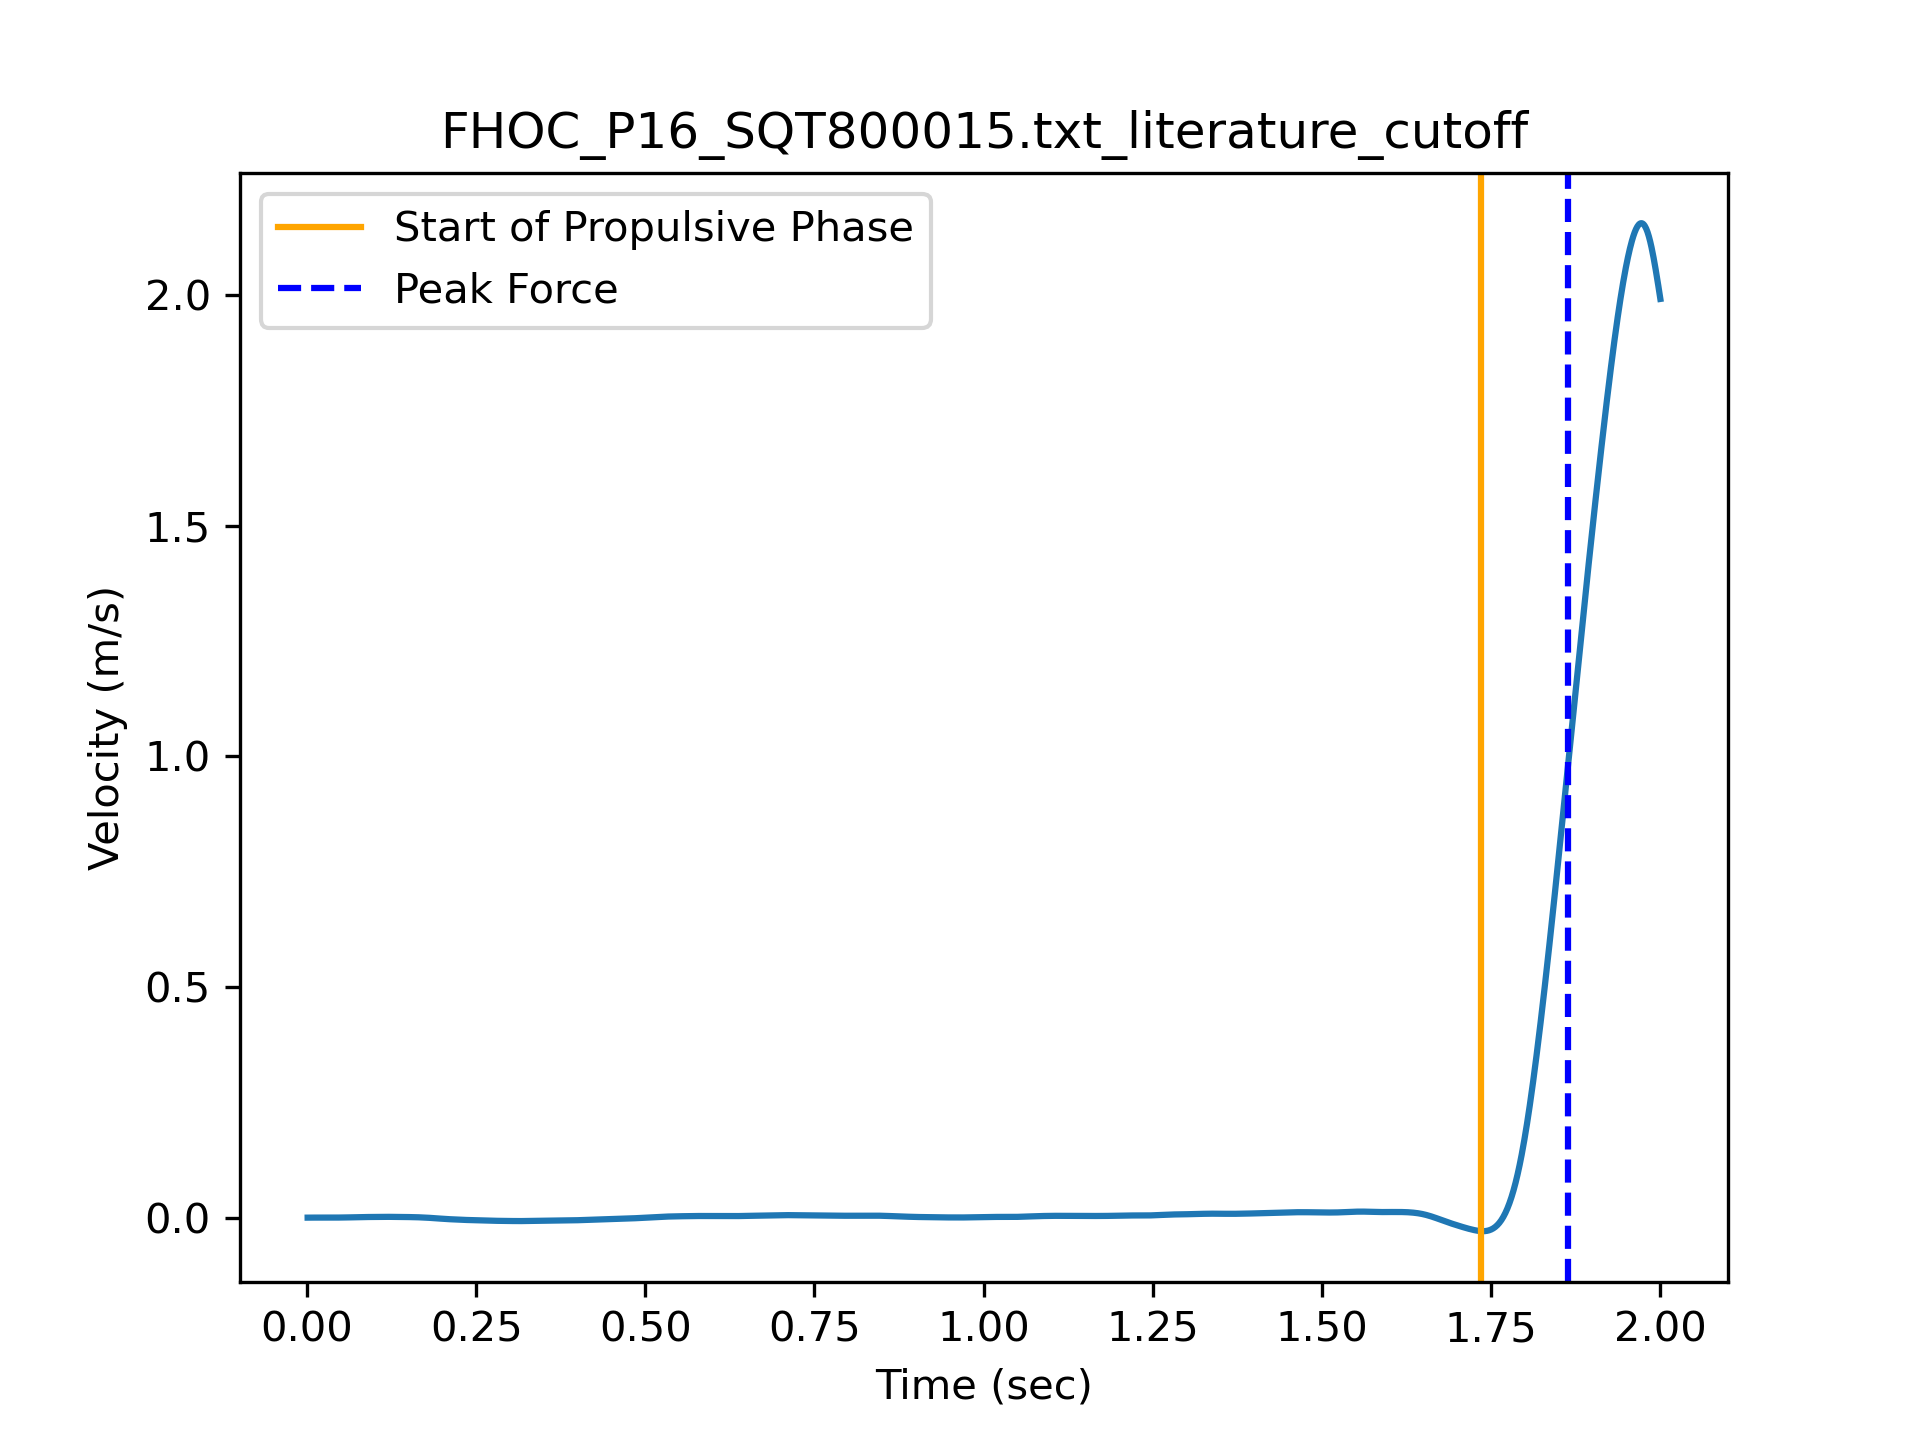 FHOC_P16_SQT800015.txt_literature_cutoff
Start of Propulsive Phase
Peak Force
2.0
1.5
1.0
0.5
0.0
Velocity (m/s)
0.00 0.25 0.50 0.75 1.00 1.25 1.50 1.75 2.00
Time (sec)